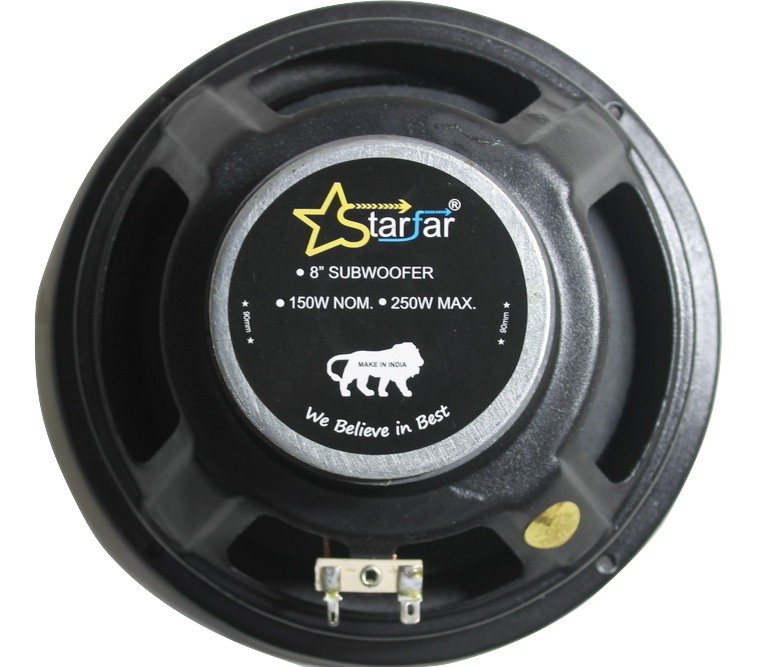 Starfar®
● 8" SUBWOOFER
● 150W NOM. ● 250W MAX.
★ 90mm ★
★ 90mm ★
MAKE IN INDIA
We Believe in Best